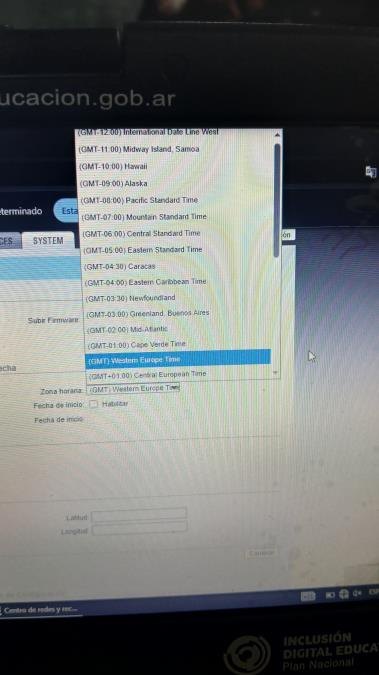 ucacion.gob.ar
(GMT-12:00) International Date Line West
(GMT-11:00) Midway Island, Samoa
(GMT-10:00) Hawaii
(GMT-09:00) Alaska
(GMT-08:00) Pacific Standard Time
(GMT-07:00) Mountain Standard Time
(GMT-06:00) Central Standard Time
(GMT-05:00) Eastern Standard Time
(GMT-04:30) Caracas
(GMT-04:00) Eastern Caribbean Time
(GMT-03:30) Newfoundland
(GMT-03:00) Greenland, Buenos Aires
(GMT-02:00) Mid-Atlantic
(GMT-01:00) Cape Verde Time
(GMT) Western Europe Time
(GMT+01:00) Central European Time
terminado
Esta
CES
SYSTEM
ón
Subir Firmware:
echa
Zona horaria: (GMT) Western Europe Time
Fecha de inicio: Habilitar
Fecha de inicio:
Latitud
Longitud
Cambiar
Centro de redes y rec...
ESP
INCLUSIÓN
DIGITAL EDUCA
Plan Nacional